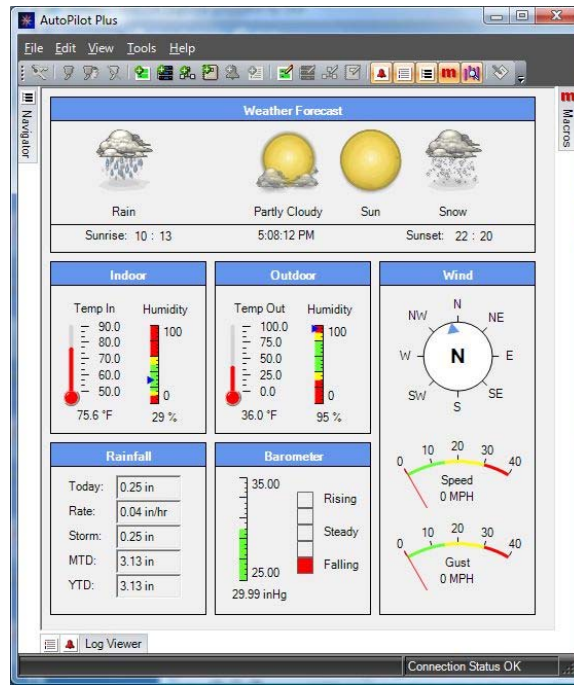 AutoPilot Plus
File Edit View Tools Help
m
Navigator
m Macros
Weather Forecast
Rain Partly Cloudy Sun Snow
Sunrise: 10 : 13 5:08:12 PM Sunset: 22 : 20
Indoor
Temp In Humidity
90.0 100
80.0
70.0
60.0
50.0 0
75.6 °F 29 %
Outdoor
Temp Out Humidity
100.0 100
75.0
50.0
25.0
0.0 0
36.0 °F 95 %
Wind
N
NW NE
W N E
SW SE
S
0 10 20 30 40
Speed
0 MPH
0 10 20 30 40
Gust
0 MPH
Rainfall
Today: 0.25 in
Rate: 0.04 in/hr
Storm: 0.25 in
MTD: 3.13 in
YTD: 3.13 in
Barometer
35.00
Rising
Steady
25.00 Falling
29.99 inHg
Log Viewer
Connection Status OK